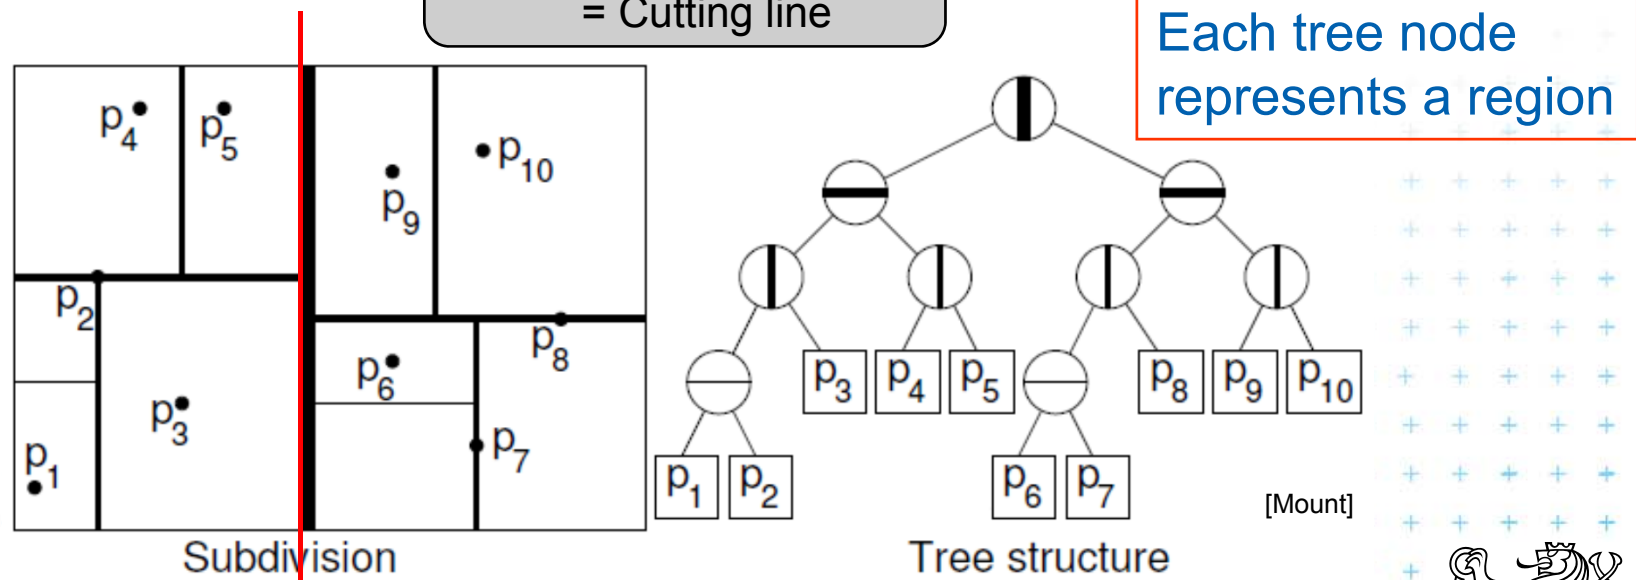 = Cutting line
Each tree node
represents a region
p4
p5
p10
p9
p2
p8
p6
p3
p7
p1
p3
p4
p5
p8
p9
p10
p1
p2
p6
p7
[Mount]
Subdivision
Tree structure